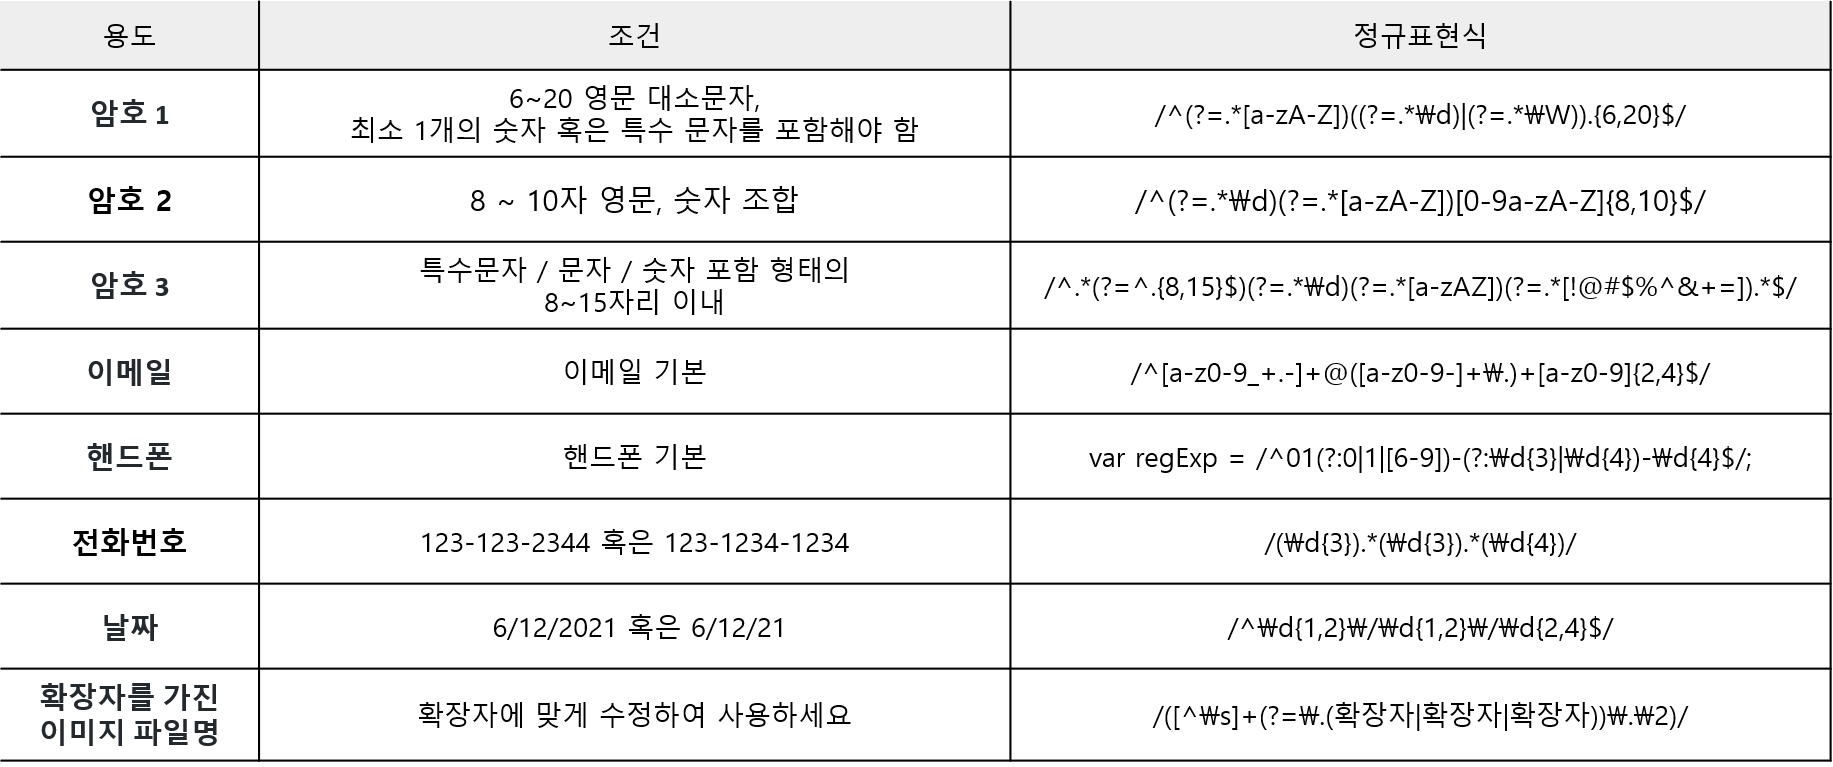 용도 조건 정규표현식
암호 1
6~20 영문 대소문자,
최소 1개의 숫자 혹은 특수 문자를 포함해야 함
/^(?=.*[a-zA-Z])((?=.*₩d)|(?=.*₩W)).{6,20}$/
암호 2 8 ~ 10자 영문, 숫자 조합 /^(?=.*₩d)(?=.*[a-zA-Z])[0-9a-zA-Z]{8,10}$/
암호 3
특수문자 / 문자 / 숫자 포함 형태의
8~15자리 이내
/^.*(?=^.{8,15}$)(?=.*₩d)(?=.*[a-zAZ])(?=.*[!@#$%^&+=]).*$/
이메일 이메일 기본 /^[a-z0-9_+.-]+@([a-z0-9-]+₩.)+[a-z0-9]{2,4}$/
핸드폰 핸드폰 기본 var regExp = /^01(?:0|1|[6-9])-(?:₩d{3}|₩d{4})-₩d{4}$/;
전화번호 123-123-2344 혹은 123-1234-1234 /(₩d{3}).*(₩d{3}).*(₩d{4})/
날짜 6/12/2021 혹은 6/12/21 /^₩d{1,2}₩/₩d{1,2}₩/₩d{2,4}$/
확장자를 가진
이미지 파일명
확장자에 맞게 수정하여 사용하세요
/([^₩s]+(?=₩.(확장자|확장자|확장자))₩.₩2)/